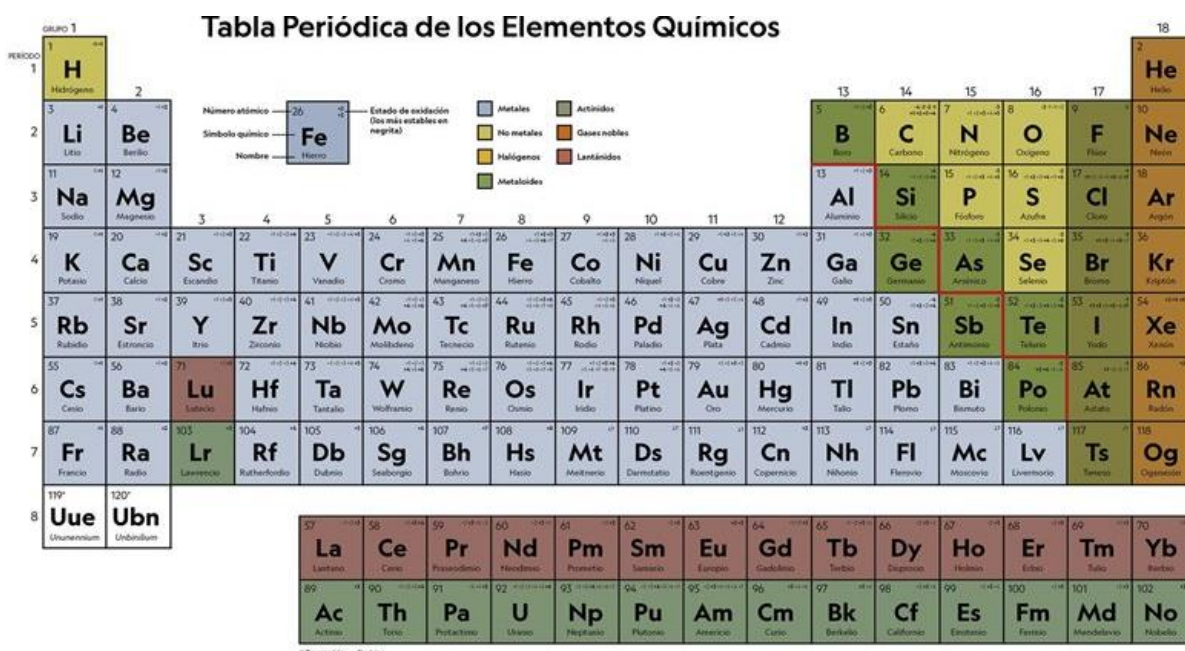 Tabla Periódica de los Elementos Químicos
GRUPO 1
18
PERÍODO
1
1
H
Hidrógeno
2
He
Helio
2
13
14
15
16
17
Número atómico
Símbolo químico
Nombre
26
Fe
Hierro
Estado de oxidación
(los más estables en
negrita)
Metales
No metales
Halógenos
Metaloides
Actínidos
Gases nobles
Lantánidos
2
3
Li
Litio
4
Be
Berilio
5
B
Boro
6
C
Carbono
7
N
Nitrógeno
8
O
Oxígeno
9
F
Flúor
10
Ne
Neón
3
11
Na
Sodio
12
Mg
Magnesio
13
Al
Aluminio
14
Si
Silicio
15
P
Fósforo
16
S
Azufre
17
Cl
Cloro
18
Ar
Argón
3
4
5
6
7
8
9
10
11
12
4
19
K
Potasio
20
Ca
Calcio
21
Sc
Escandio
22
Ti
Titanio
23
V
Vanadio
24
Cr
Cromo
25
Mn
Manganeso
26
Fe
Hierro
27
Co
Cobalto
28
Ni
Níquel
29
Cu
Cobre
30
Zn
Zinc
31
Ga
Galio
32
Ge
Germanio
33
As
Arsénico
34
Se
Selenio
35
Br
Bromo
36
Kr
Kriptón
5
37
Rb
Rubidio
38
Sr
Estroncio
39
Y
Itrio
40
Zr
Zirconio
41
Nb
Niobio
42
Mo
Molibdeno
43
Tc
Tecnecio
44
Ru
Rutenio
45
Rh
Rodio
46
Pd
Paladio
47
Ag
Plata
48
Cd
Cadmio
49
In
Indio
50
Sn
Estaño
51
Sb
Antimonio
52
Te
Teluro
53
I
Yodo
54
Xe
Xenón
6
55
Cs
Cesio
56
Ba
Bario
71
Lu
Lutecio
72
Hf
Hafnio
73
Ta
Tantalio
74
W
Wolframio
75
Re
Renio
76
Os
Osmio
77
Ir
Iridio
78
Pt
Platino
79
Au
Oro
80
Hg
Mercurio
81
Tl
Talio
82
Pb
Plomo
83
Bi
Bismuto
84
Po
Polonio
85
At
Astato
86
Rn
Radón
7
87
Fr
Francio
88
Ra
Radio
103
Lr
Lawrencio
104
Rf
Rutherfordio
105
Db
Dubnio
106
Sg
Seaborgio
107
Bh
Bohrio
108
Hs
Hasio
109
Mt
Meitnerio
110
Ds
Darmstatio
111
Rg
Roentgenio
112
Cn
Copernicio
113
Nh
Nihonio
114
Fl
Flerovio
115
Mc
Moscovio
116
Lv
Livermorio
117
Ts
Teneso
118
Og
Oganesón
8
119*
Uue
Ununennium
120*
Ubn
Unbinilium
57
La
Lantano
58
Ce
Cerio
59
Pr
Praseodimio
60
Nd
Neodimio
61
Pm
Prometio
62
Sm
Samario
63
Eu
Europio
64
Gd
Gadolinio
65
Tb
Terbio
66
Dy
Disprosio
67
Ho
Holmio
68
Er
Erbio
69
Tm
Tulio
70
Yb
Iterbio
89
Ac
Actinio
90
Th
Torio
91
Pa
Protactinio
92
U
Uranio
93
Np
Neptunio
94
Pu
Plutonio
95
Am
Americio
96
Cm
Curio
97
Bk
Berkelio
98
Cf
Californio
99
Es
Einstenio
100
Fm
Fermio
101
Md
Mendelevio
102
No
Nobelio